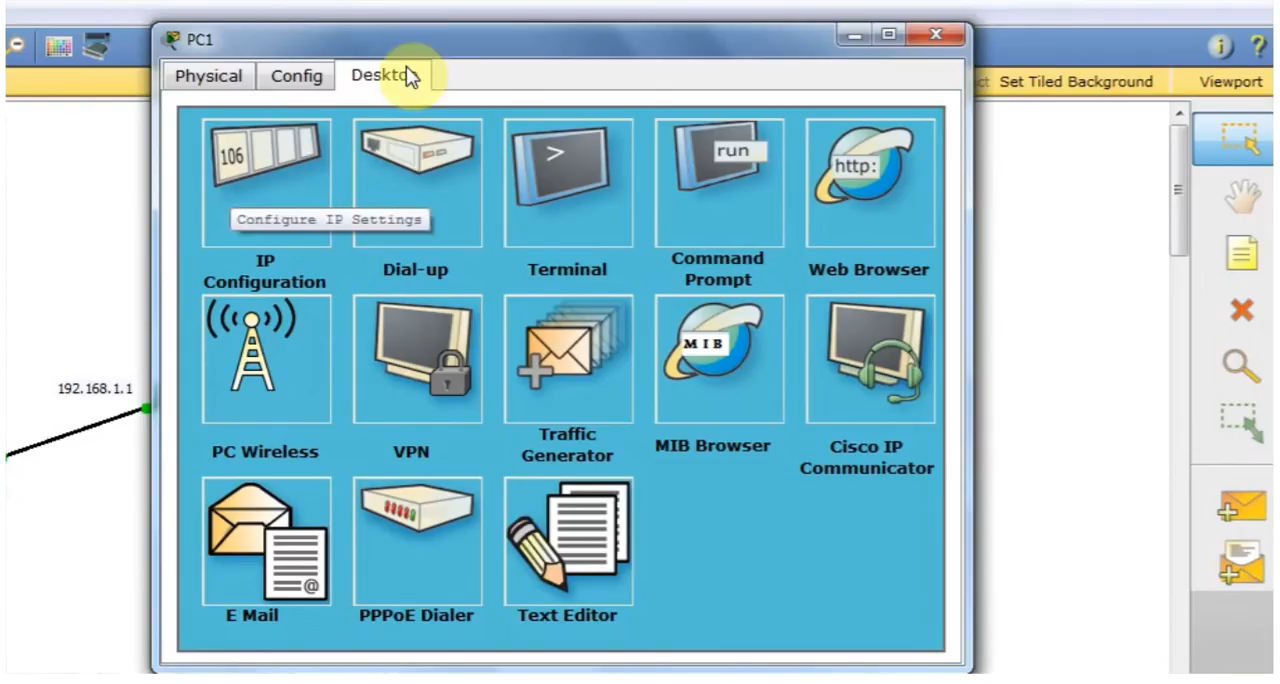 PC1
Physical
Config
Deskto
ct
Set Tiled Background
Viewport
106
>
run
http:
Configure IP Settings
IP
Configuration
Dial-up
Terminal
Command
Prompt
Web Browser
MIB
192.168.1.1
PC Wireless
VPN
Traffic
Generator
MIB Browser
Cisco IP
Communicator
@
E Mail
PPPoE Dialer
Text Editor